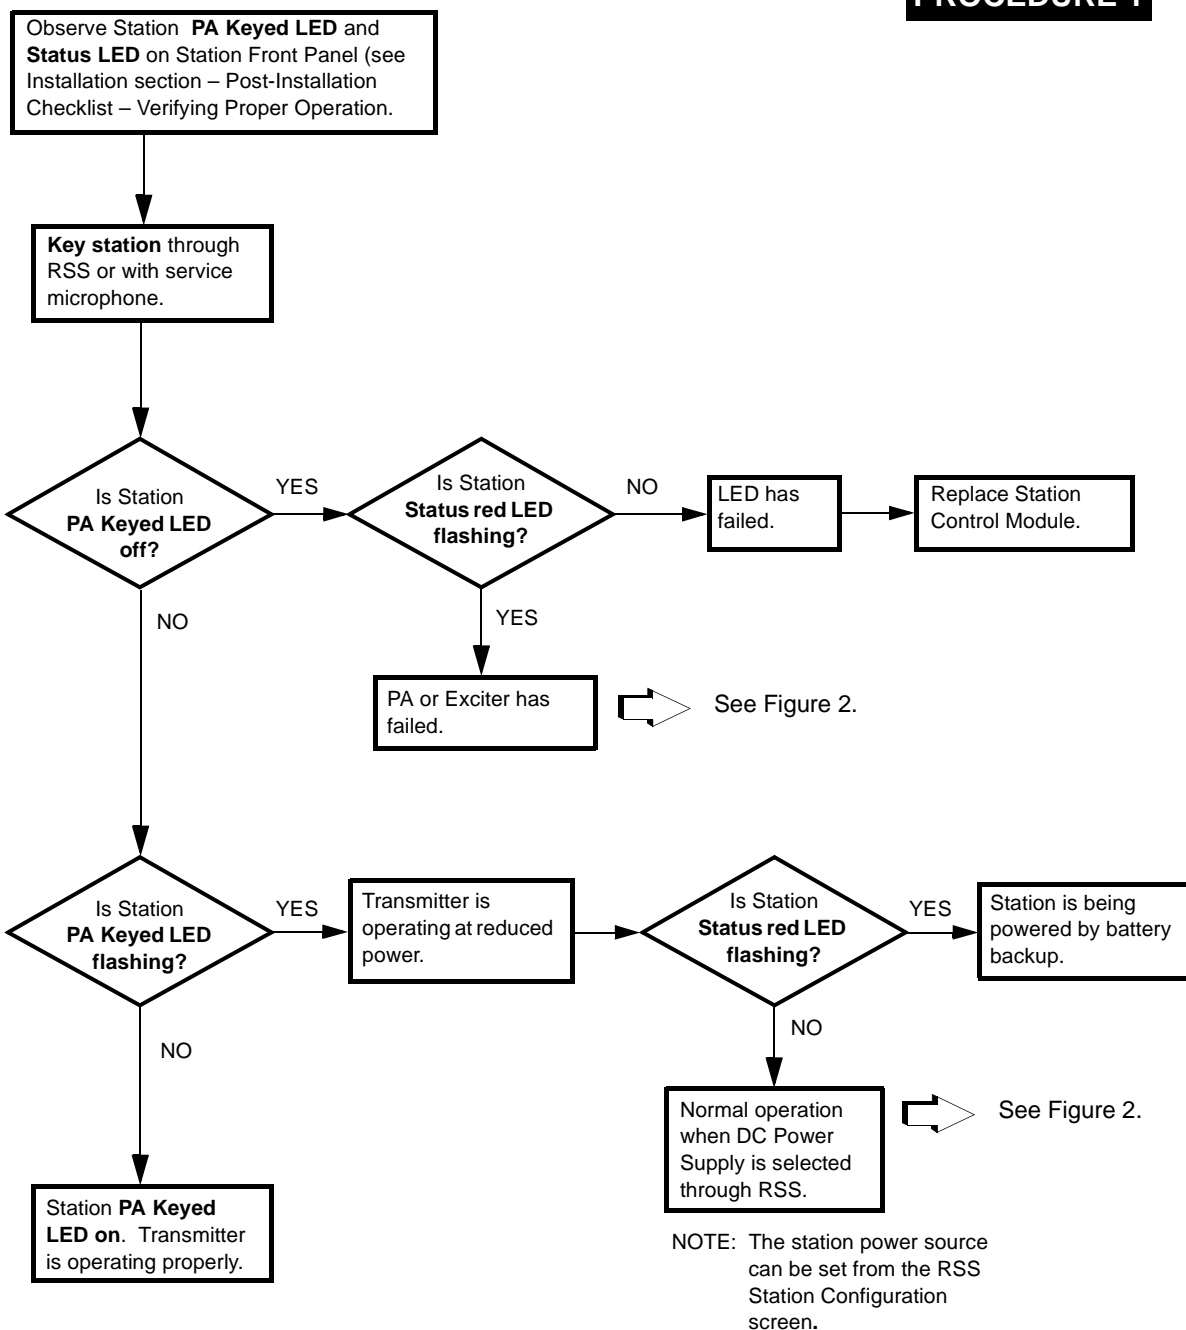 PROCEDURE 1
Observe Station PA Keyed LED and
Status LED on Station Front Panel (see
Installation section – Post-Installation
Checklist – Verifying Proper Operation.
Key station through
RSS or with service
microphone.
Is Station
PA Keyed LED
off?
YES
Is Station
Status red LED
flashing?
NO
LED has
failed.
Replace Station
Control Module.
NO
YES
PA or Exciter has
failed.
See Figure 2.
Is Station
PA Keyed LED
flashing?
YES
Transmitter is
operating at reduced
power.
Is Station
Status red LED
flashing?
YES
Station is being
powered by battery
backup.
NO
NO
Normal operation
when DC Power
Supply is selected
through RSS.
See Figure 2.
Station PA Keyed
LED on. Transmitter
is operating properly.
NOTE: The station power source
can be set from the RSS
Station Configuration
screen.